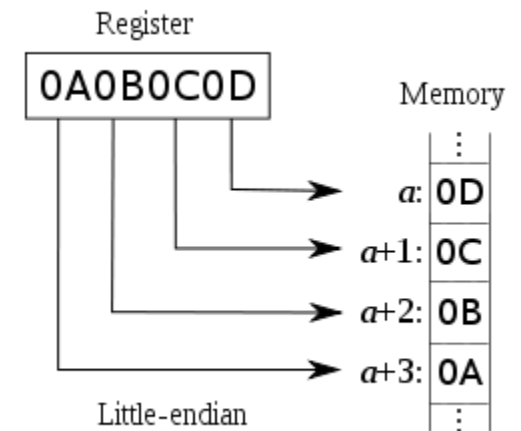 Register
0A0B0C0D
Memory
⋮
a: 0D
a+1: 0C
a+2: 0B
a+3: 0A
⋮
Little-endian